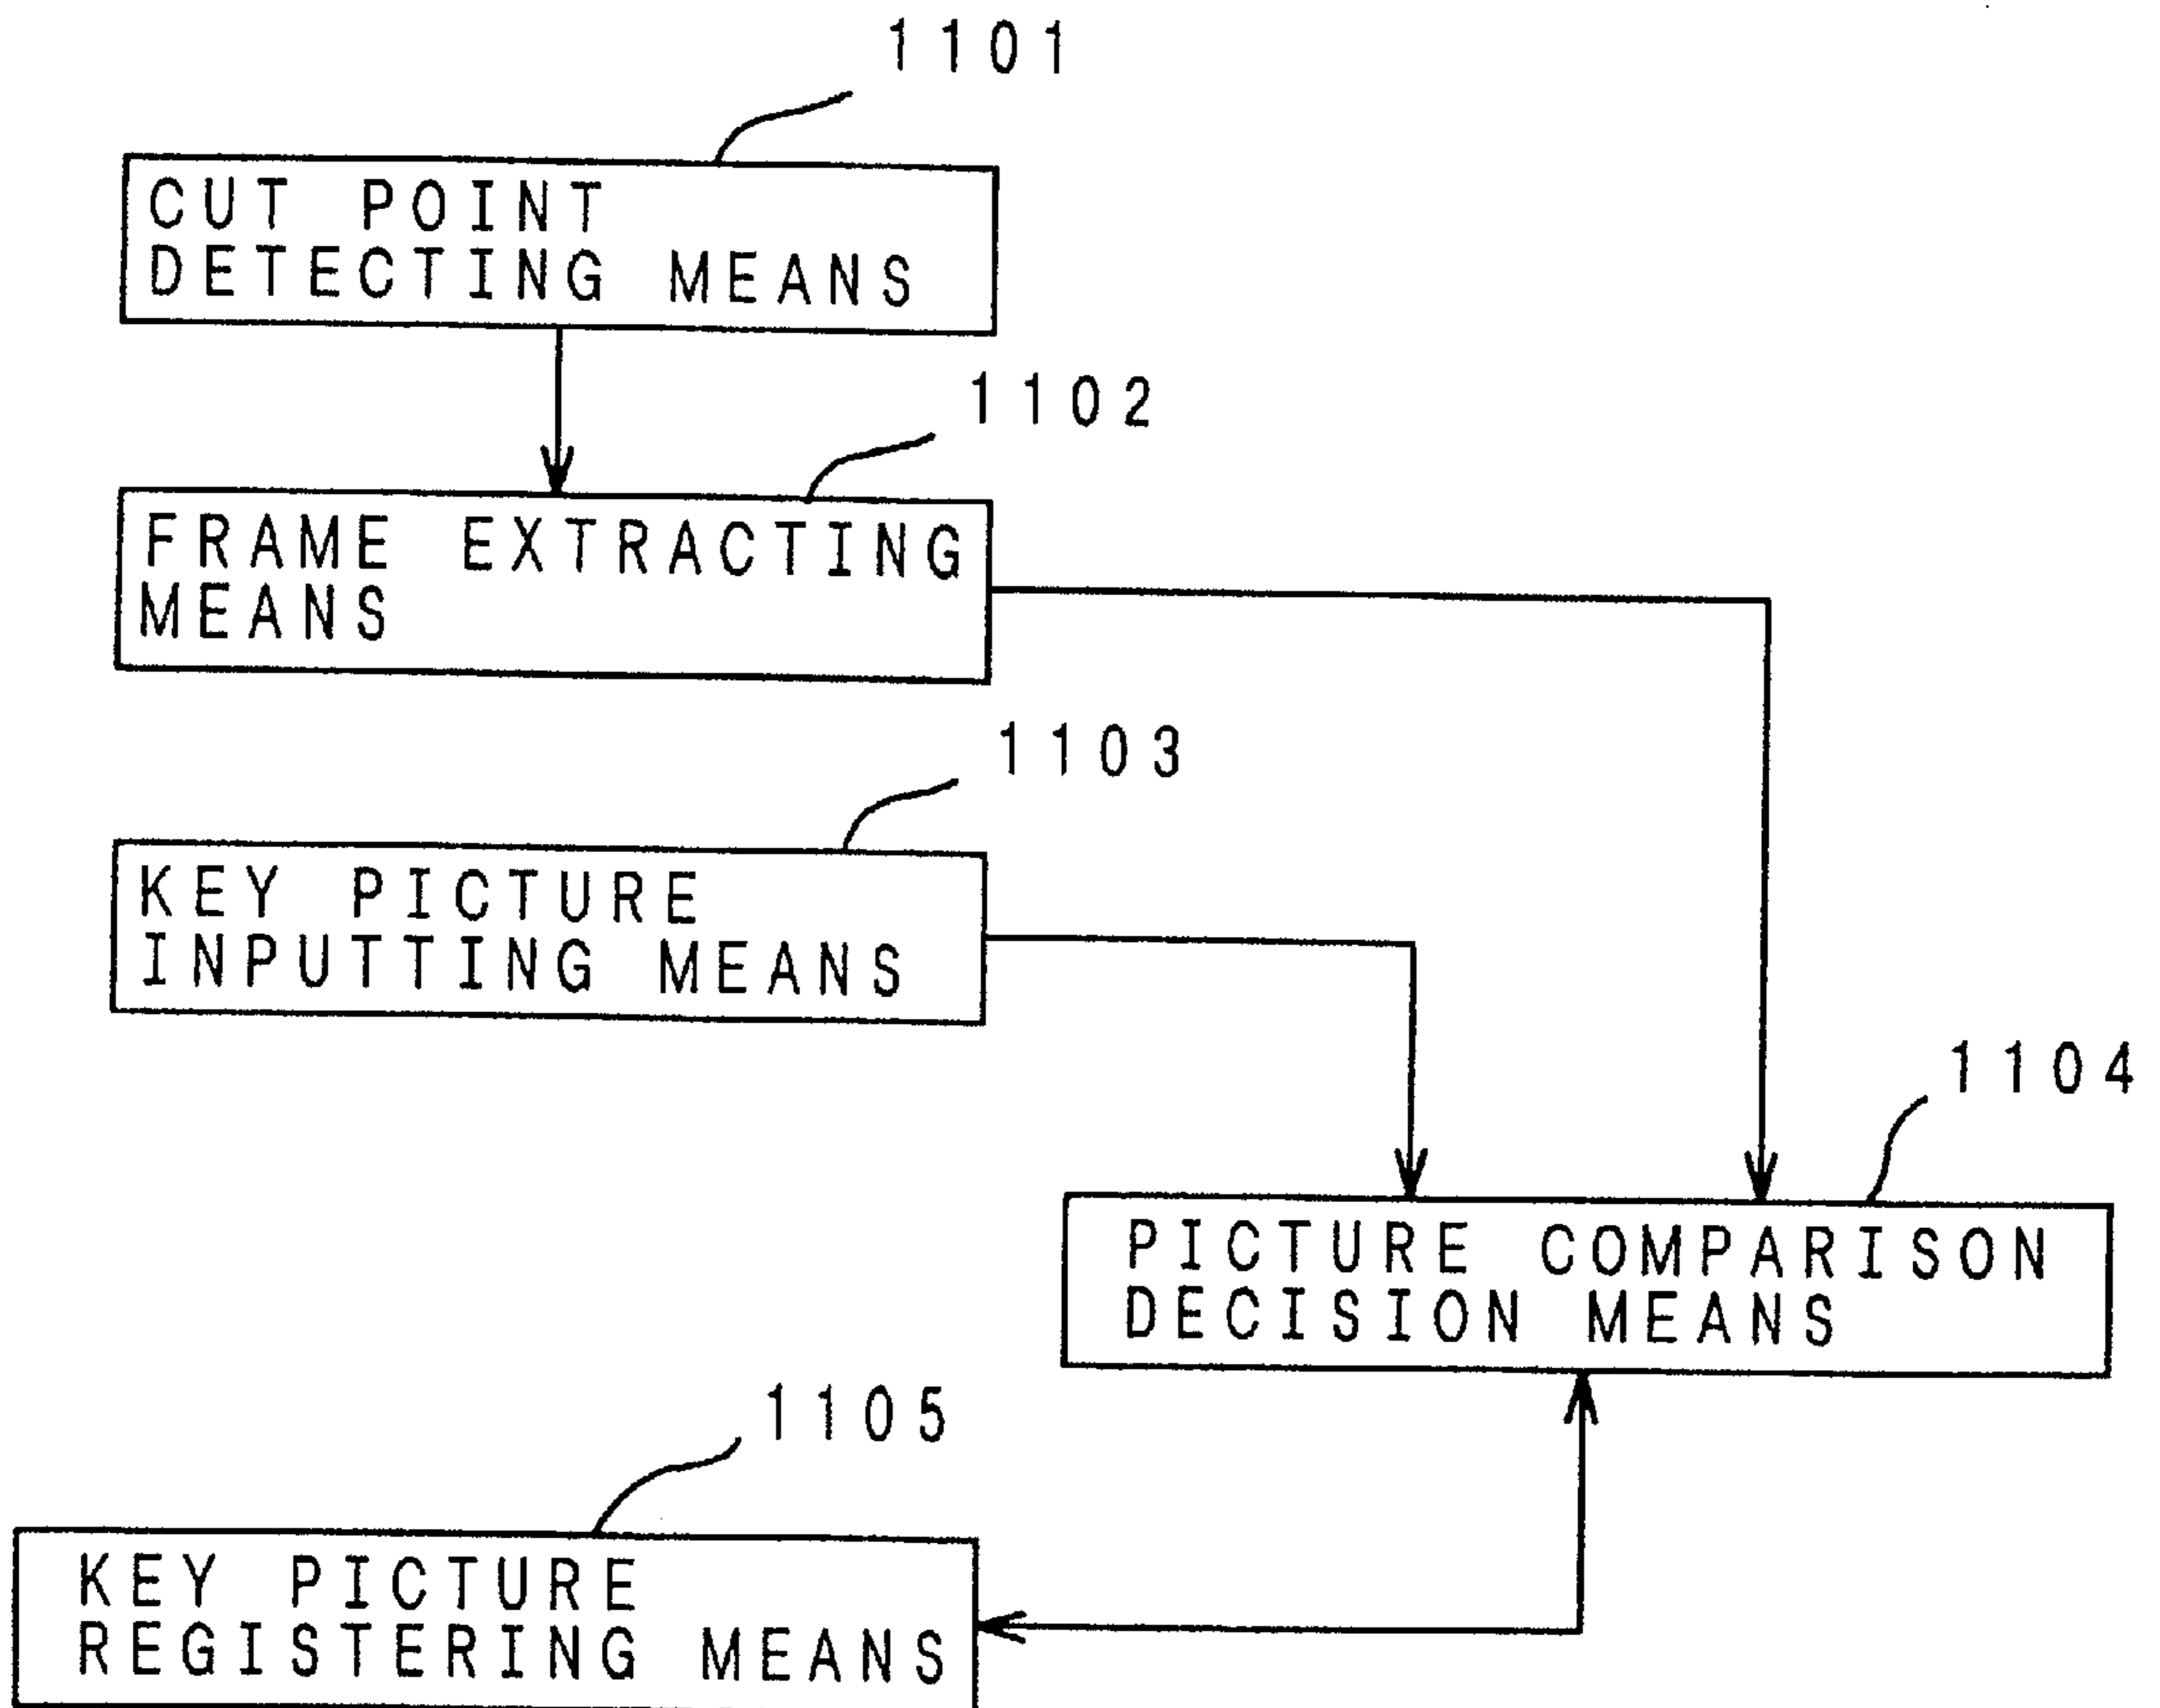 1101
CUT POINT
DETECTING MEANS
1102
FRAME EXTRACTING
MEANS
1103
KEY PICTURE
INPUTTING MEANS
1104
PICTURE COMPARISON
DECISION MEANS
1105
KEY PICTURE
REGISTERING MEANS